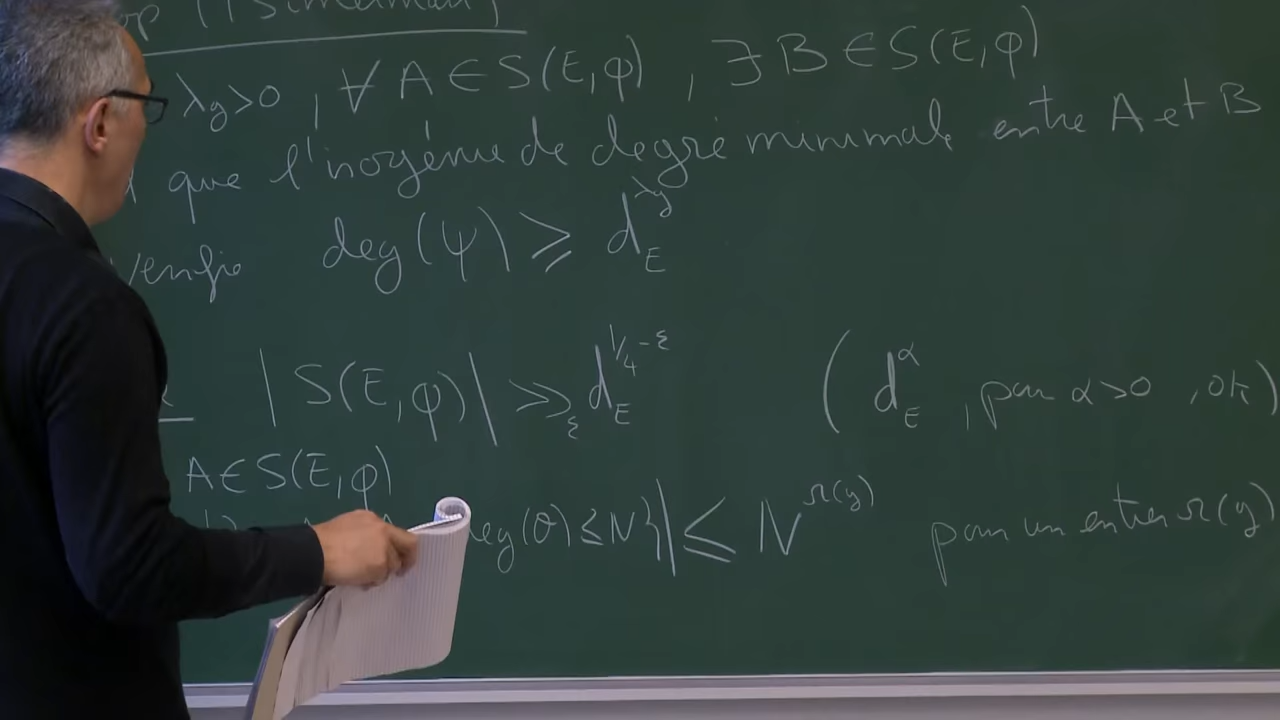 λ_g > 0, ∀ A ∈ S(E,φ), ∃ B ∈ S(E,φ)
que l'isogénie de degré minimale entre A et B
vérifie deg(ψ) ≥ d_E^{λ_g}
|S(E,φ)| ≫_ε d_E^{1/4-ε} (d_E^α, pour α>0, ok)
A ∈ S(E,φ)
deg(θ) ≤ N}| ≤ N^{r(g)} pour un entier r(g)